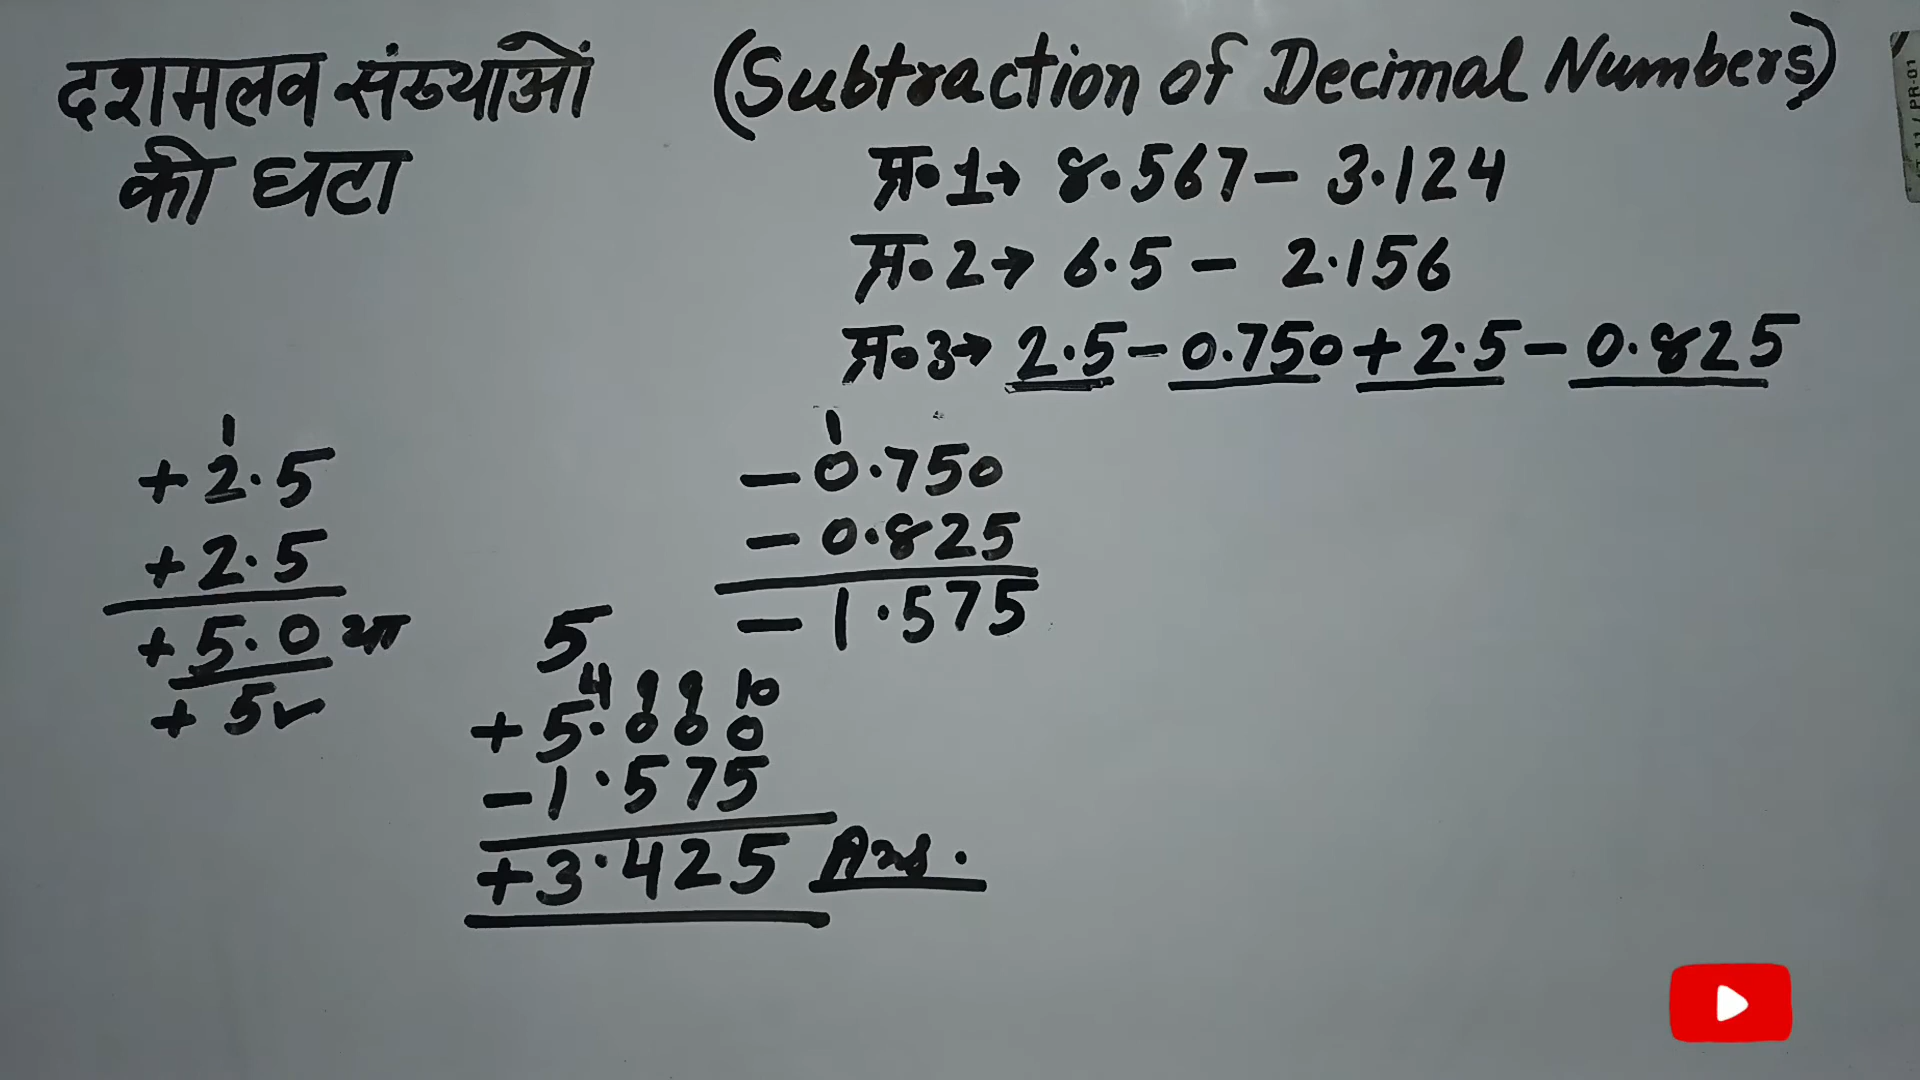 दशमलव संख्याओं (Subtraction of Decimal Numbers)
की घटा
प्र.1→ 8.567 – 3.124
प्र.2→ 6.5 – 2.156
प्र.3→ 2.5 – 0.750 + 2.5 – 0.825
1
+ 2.5
+ 2.5
+ 5.0 या
+ 5✓
1
– 0.750
– 0.825
– 1.575
5
4 9 9 10
+ 5.000
– 1.575
+ 3.425 Ans.